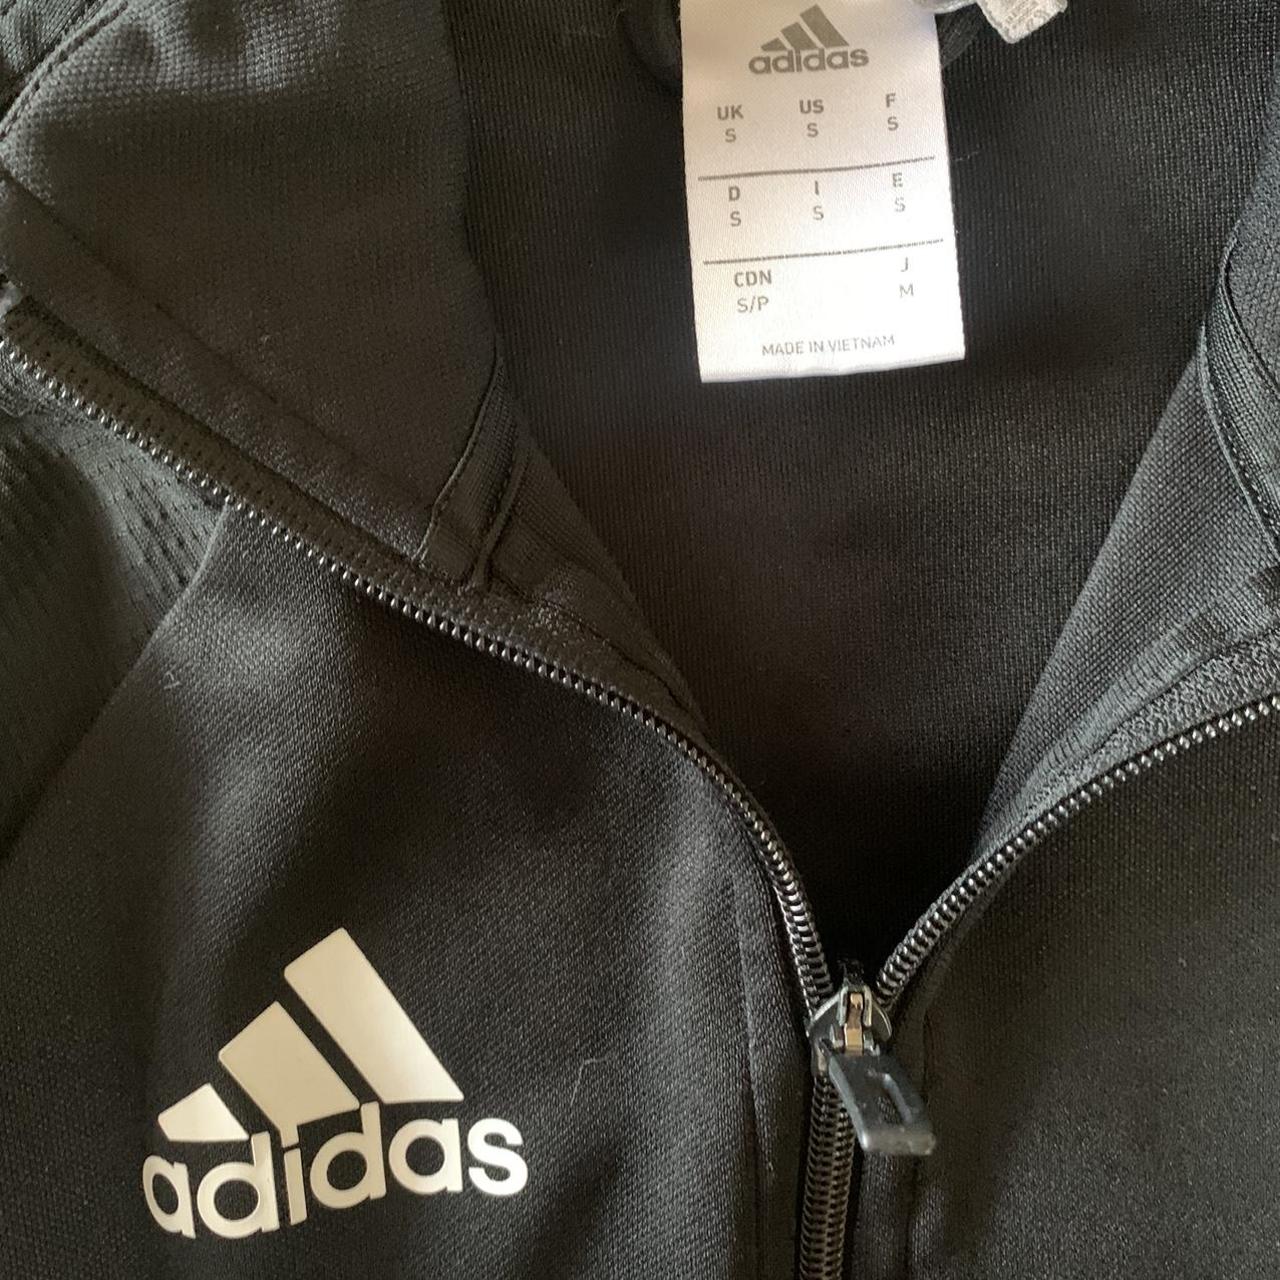 adidas
UK US F
S S S
D I E
S S S
CDN J
S/P M
MADE IN VIETNAM
adidas